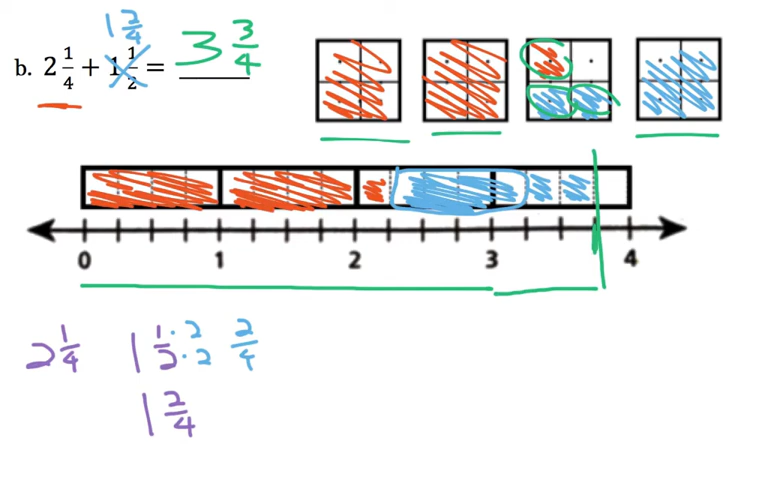 1 2/4
b. 2 1/4 + 1 1/2 = 3 3/4
0 1 2 3 4
2 1/4 1 1/2 · 2 · 2 2/4
1 2/4